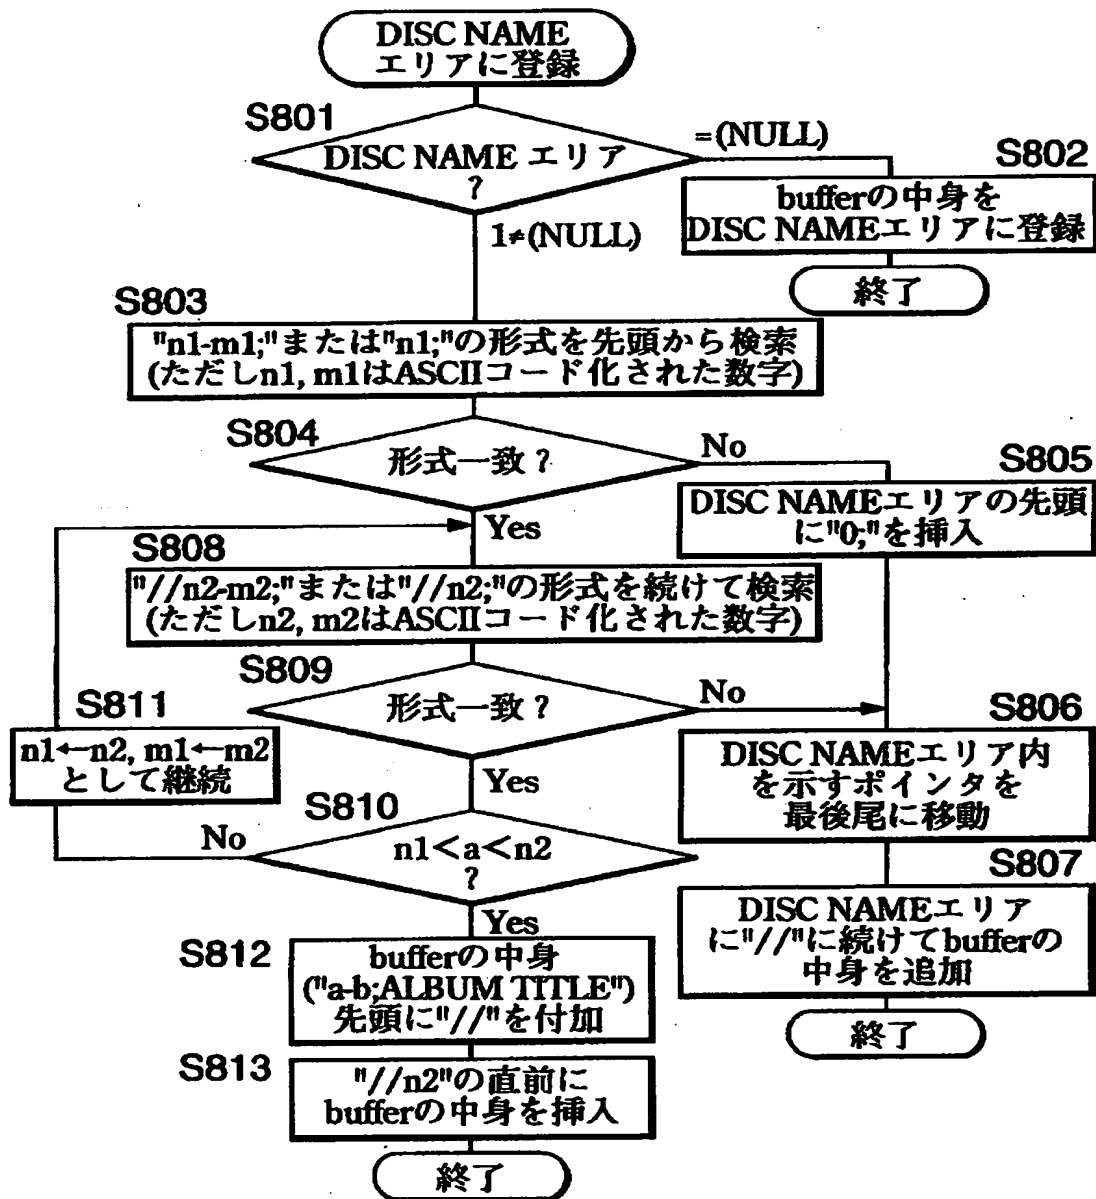 DISC NAME
エリアに登録
S801
DISC NAME エリア
?
=(NULL)
1≠(NULL)
S802
bufferの中身を
DISC NAMEエリアに登録
終了
S803
"n1-m1;"または"n1;"の形式を先頭から検索
(ただしn1, m1はASCIIコード化された数字)
S804
形式一致?
No
Yes
S805
DISC NAMEエリアの先頭
に"0;"を挿入
S808
"//n2-m2;"または"//n2;"の形式を続けて検索
(ただしn2, m2はASCIIコード化された数字)
S809
形式一致?
No
Yes
S811
n1←n2, m1←m2
として継続
S810
n1<a<n2
?
No
Yes
S806
DISC NAMEエリア内
を示すポインタを
最後尾に移動
S807
DISC NAMEエリア
に"//"に続けてbufferの
中身を追加
終了
S812
bufferの中身
("a-b;ALBUM TITLE")
先頭に"//"を付加
S813
"//n2"の直前に
bufferの中身を挿入
終了